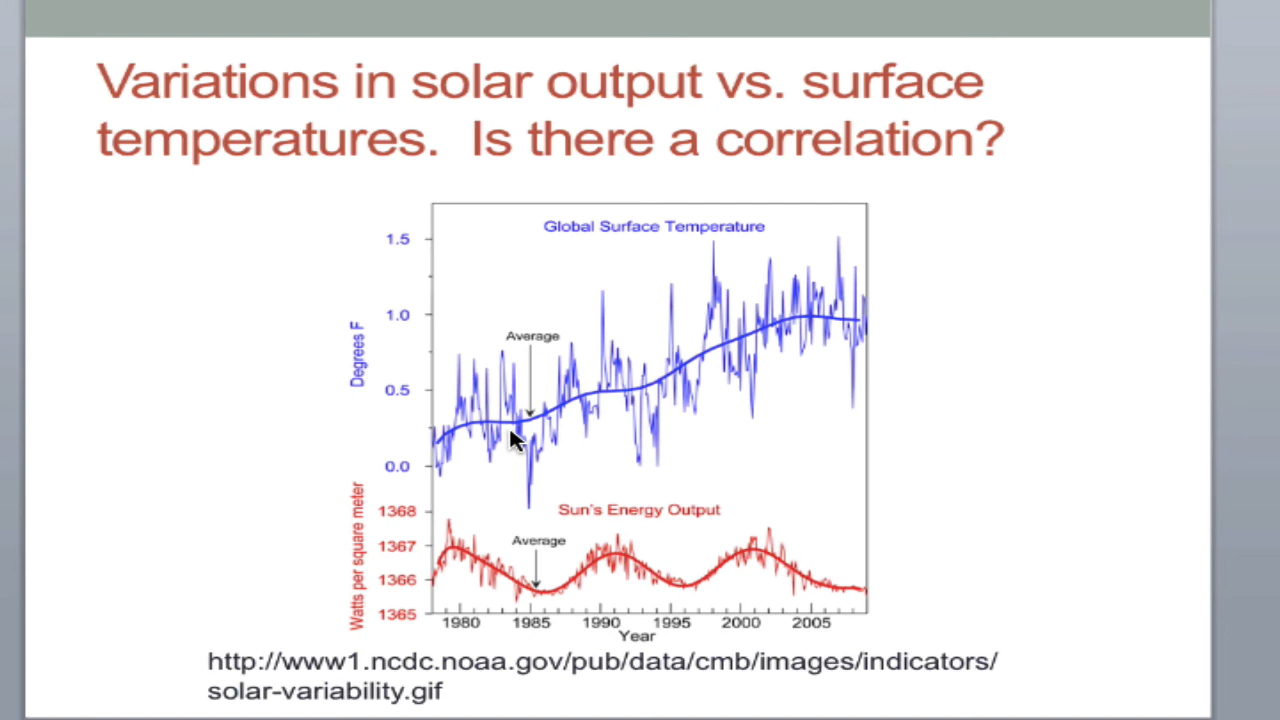 Variations in solar output vs. surface
temperatures. Is there a correlation?
Global Surface Temperature
1.5
1.0
Average
Degrees F
0.5
0.0
Sun's Energy Output
1368
Average
1367
1366
1365
Watts per square meter
1980 1985 1990 1995 2000 2005
Year
http://www1.ncdc.noaa.gov/pub/data/cmb/images/indicators/
solar-variability.gif